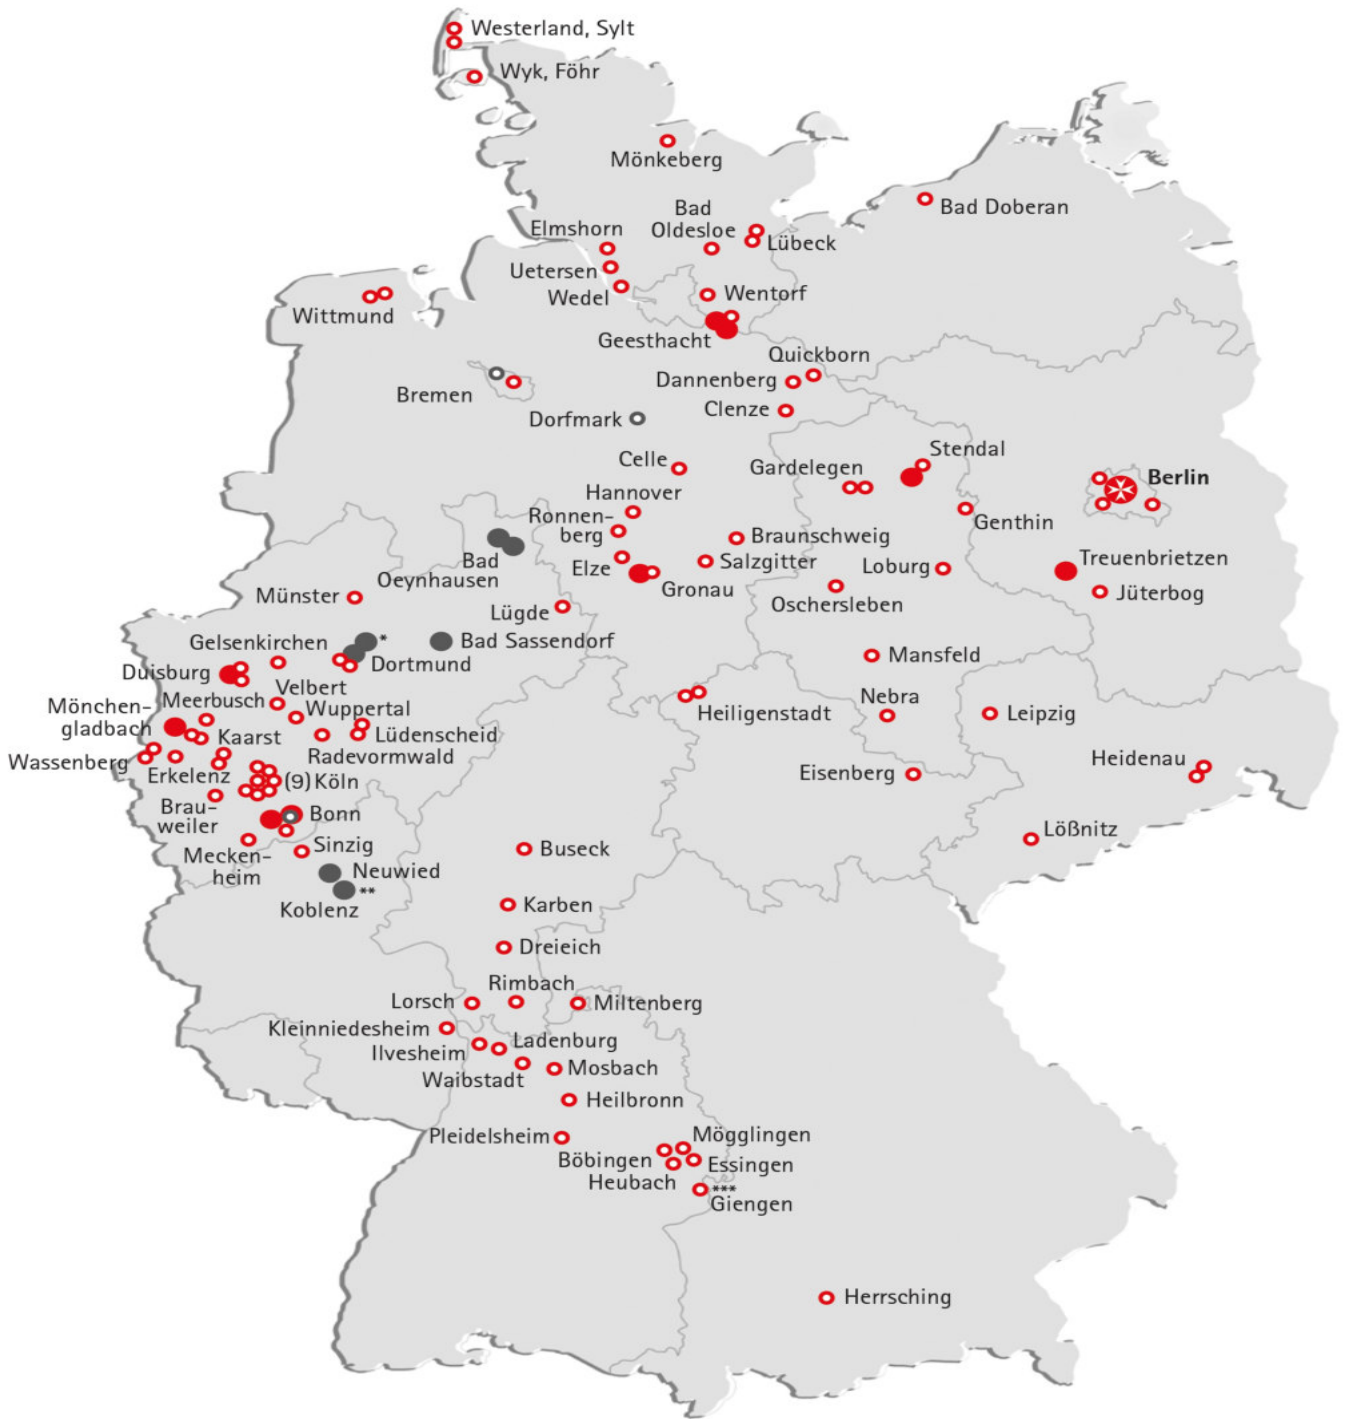 Westerland, Sylt
Wyk, Föhr
Mönkeberg
Bad Doberan
Bad
Oldesloe
Elmshorn
Lübeck
Uetersen
Wedel
Wentorf
Wittmund
Geesthacht
Quickborn
Dannenberg
Bremen
Clenze
Dorfmark
Stendal
Celle
Gardelegen
Berlin
Hannover
Ronnen-
berg
Genthin
Braunschweig
Bad
Oeynhausen
Elze
Salzgitter
Loburg
Treuenbrietzen
Gronau
Jüterbog
Münster
Oschersleben
Lügde
Gelsenkirchen
*
Bad Sassendorf
Duisburg
Dortmund
Mansfeld
Velbert
Meerbusch
Mönchen-
gladbach
Wuppertal
Nebra
Heiligenstadt
Leipzig
Kaarst
Lüdenscheid
Radevormwald
Wassenberg
Heidenau
Erkelenz
(9) Köln
Eisenberg
Brau-
weiler
Bonn
Lößnitz
Sinzig
Buseck
Mecken-
heim
Neuwied
**
Koblenz
Karben
Dreieich
Rimbach
Lorsch
Miltenberg
Kleinniedesheim
Ladenburg
Ilvesheim
Waibstadt
Mosbach
Heilbronn
Pleidelsheim
Mögglingen
Böbingen
Essingen
Heubach
***
Giengen
Herrsching